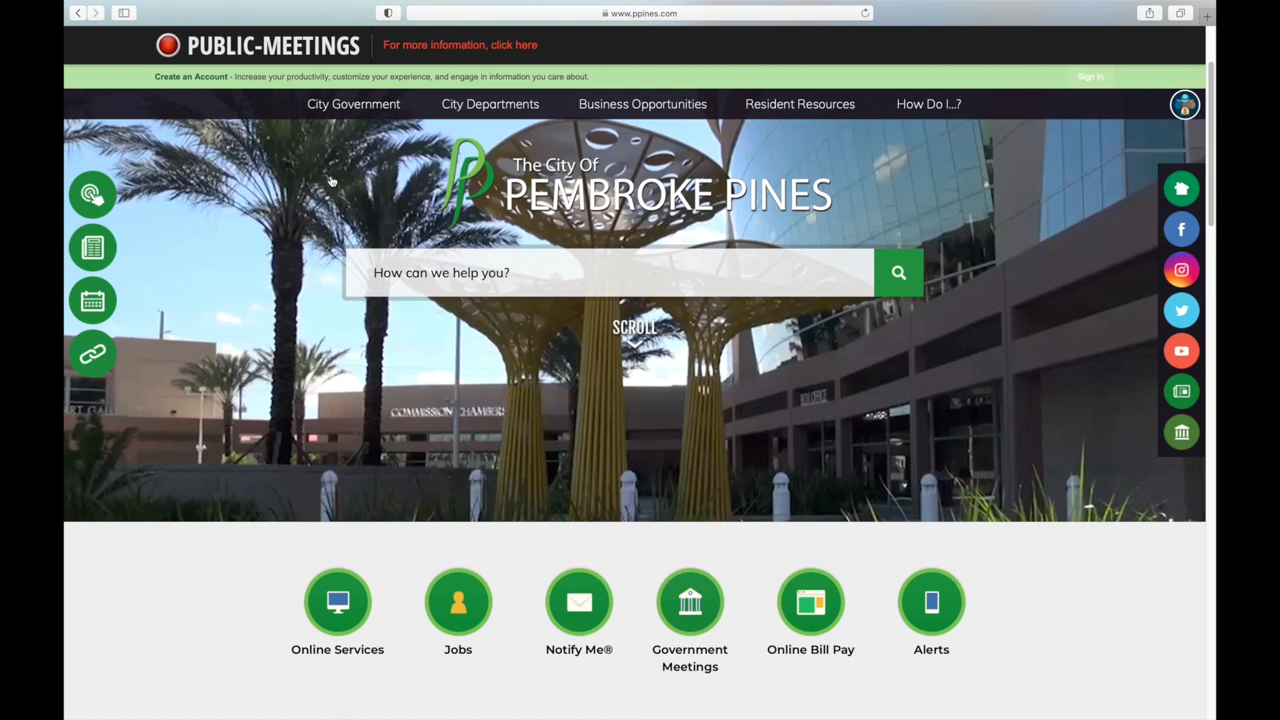 www.ppines.com
PUBLIC-MEETINGS
For more information, click here
Create an Account - Increase your productivity, customize your experience, and engage in information you care about.
Sign In
City Government
City Departments
Business Opportunities
Resident Resources
How Do I...?
The City Of
PEMBROKE PINES
How can we help you?
SCROLL
COMMISSION CHAMBERS
BOX OFFICE
Online Services
Jobs
Notify Me®
Government
Meetings
Online Bill Pay
Alerts